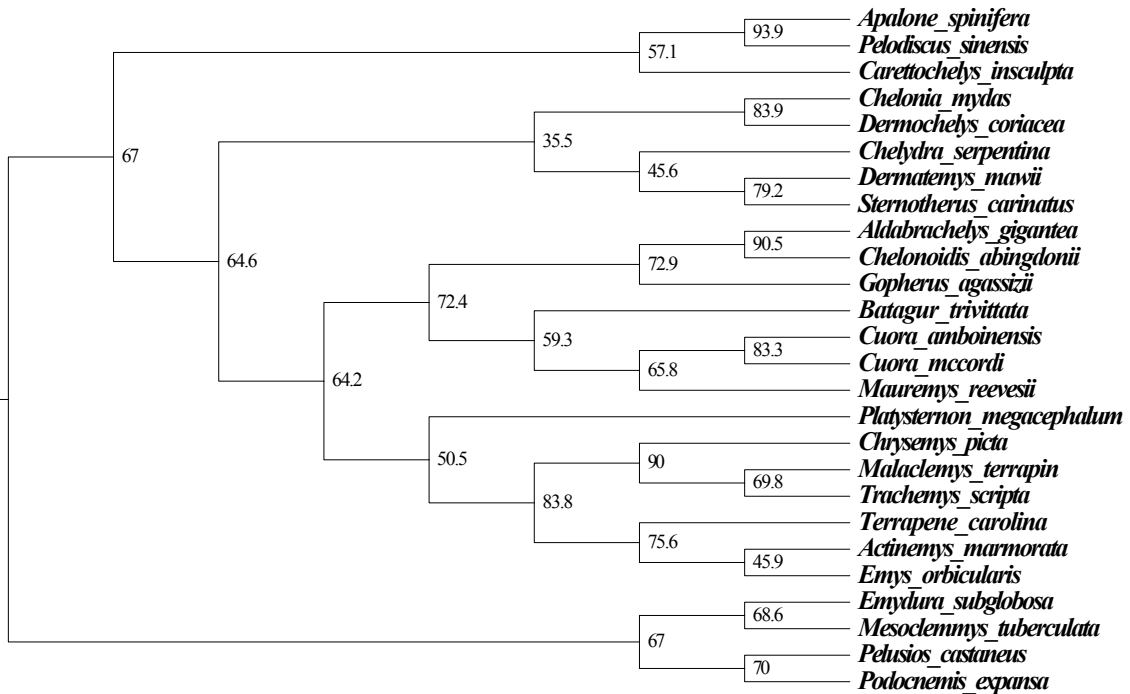 Apalone_spinifera
93.9
Pelodiscus_sinensis
57.1
Carettochelys_insculpta
67
Chelonia_mydas
83.9
Dermochelys_coriacea
35.5
Chelydra_serpentina
45.6
Dermatemys_mawii
79.2
Sternotherus_carinatus
64.6
Aldabrachelys_gigantea
90.5
Chelonoidis_abingdonii
72.9
Gopherus_agassizii
72.4
Batagur_trivittata
59.3
Cuora_amboinensis
83.3
Cuora_mccordi
65.8
Mauremys_reevesii
64.2
Platysternon_megacephalum
50.5
Chrysemys_picta
90
Malaclemys_terrapin
69.8
Trachemys_scripta
83.8
Terrapene_carolina
75.6
Actinemys_marmorata
45.9
Emys_orbicularis
Emydura_subglobosa
68.6
Mesoclemmys_tuberculata
67
Pelusios_castaneus
70
Podocnemis_expansa